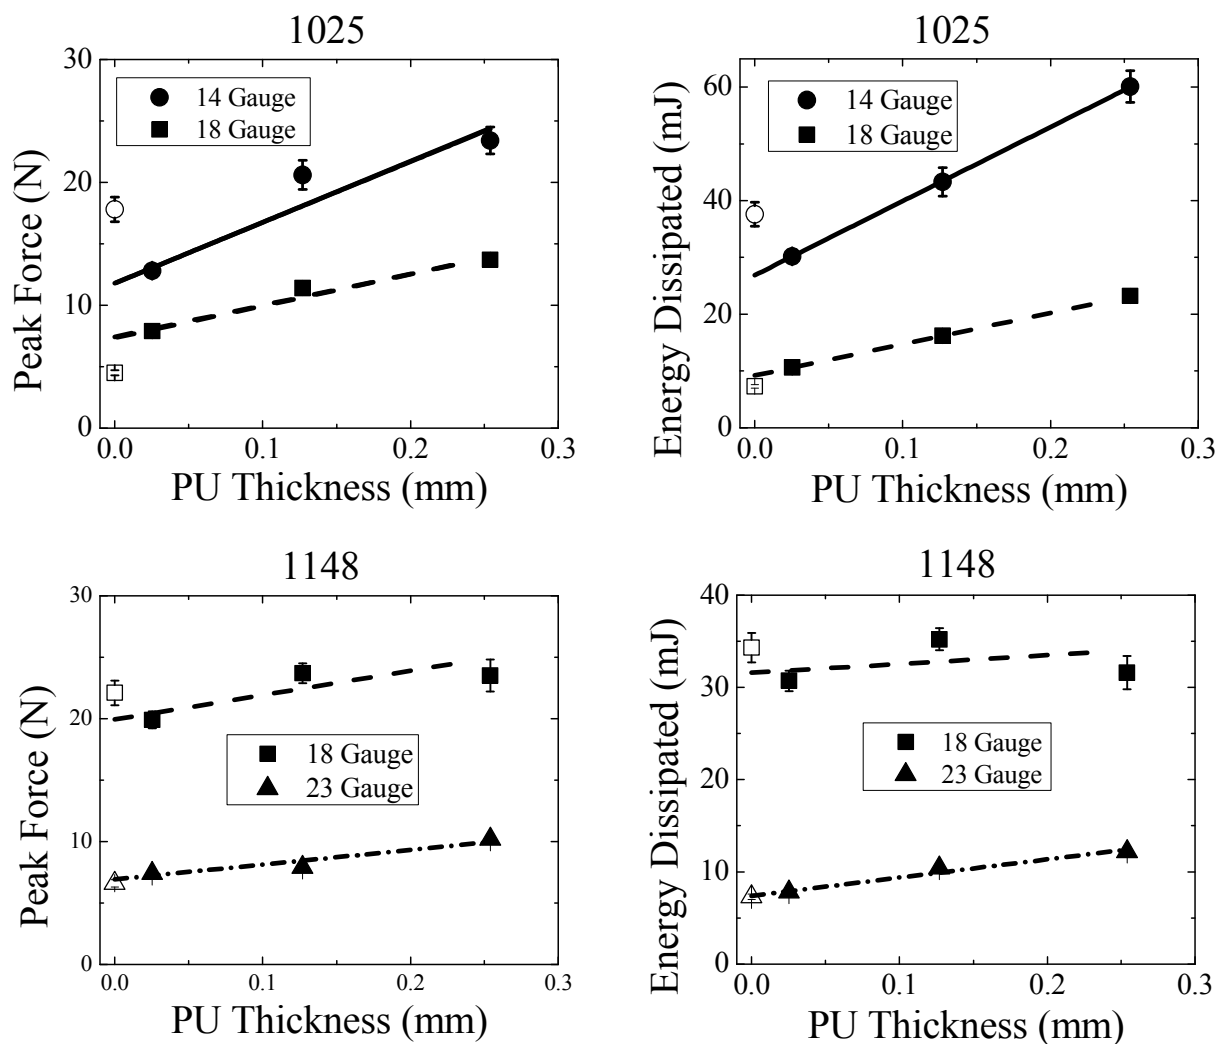 1025
Peak Force (N)
30
20
10
0
14 Gauge
18 Gauge
0.0 0.1 0.2 0.3
PU Thickness (mm)
1025
Energy Dissipated (mJ)
60
40
20
0
14 Gauge
18 Gauge
0.0 0.1 0.2 0.3
PU Thickness (mm)
1148
Peak Force (N)
30
20
10
0
18 Gauge
23 Gauge
0.0 0.1 0.2 0.3
PU Thickness (mm)
1148
Energy Dissipated (mJ)
40
30
20
10
0
18 Gauge
23 Gauge
0.0 0.1 0.2 0.3
PU Thickness (mm)